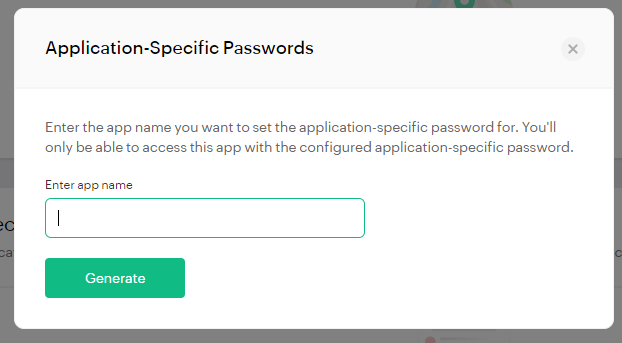 Application-Specific Passwords
Enter the app name you want to set the application-specific password for. You'll
only be able to access this app with the configured application-specific password.
Enter app name
Generate